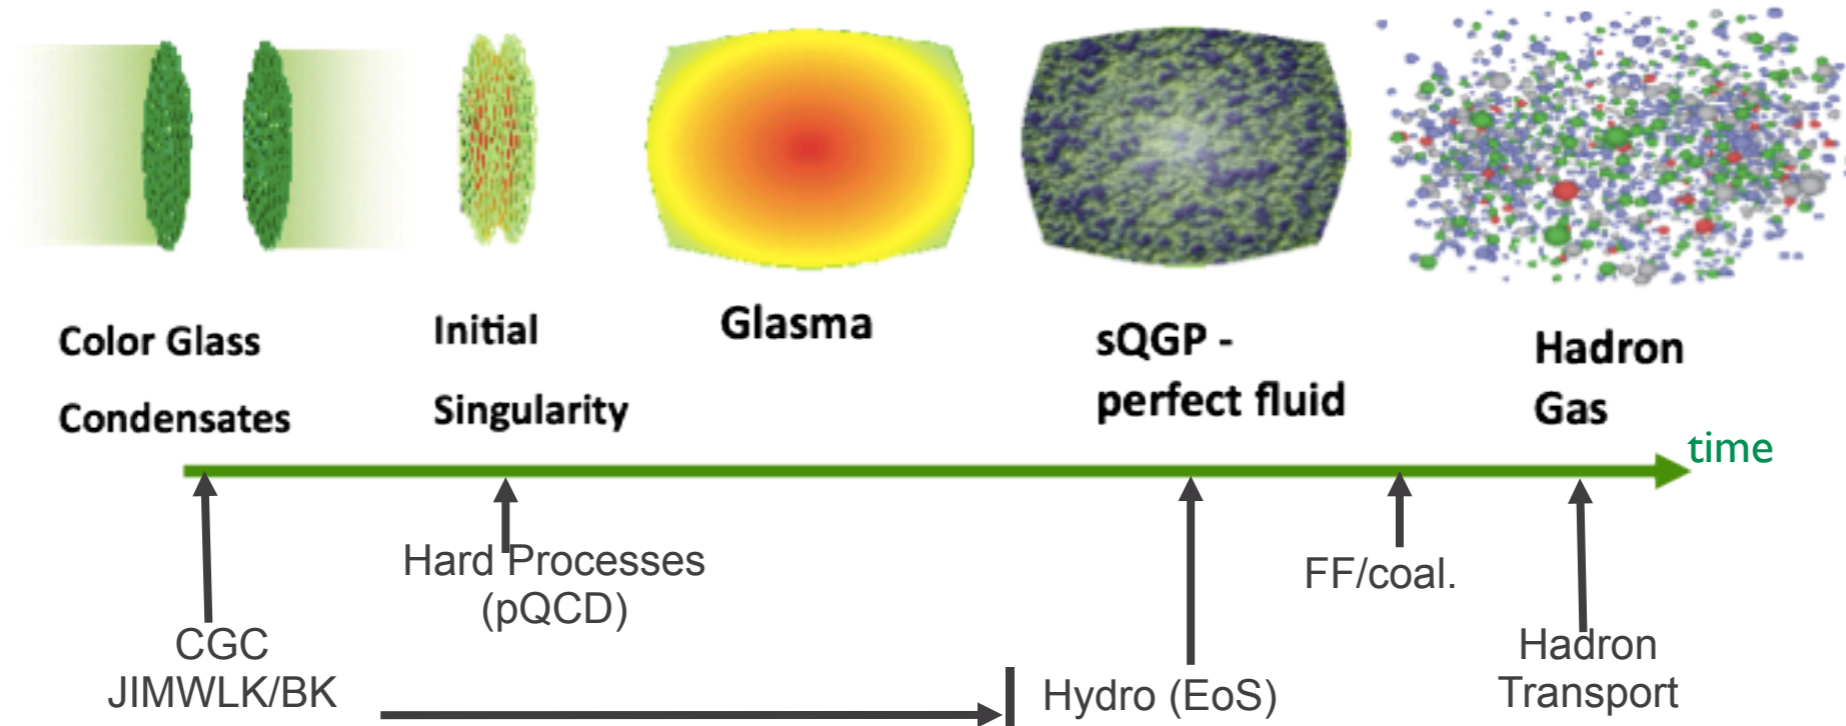 Color Glass
Condensates
Initial
Singularity
Glasma
sQGP -
perfect fluid
Hadron
Gas
time
Hard Processes
(pQCD)
FF/coal.
CGC
JIMWLK/BK
Hydro (EoS)
Hadron
Transport